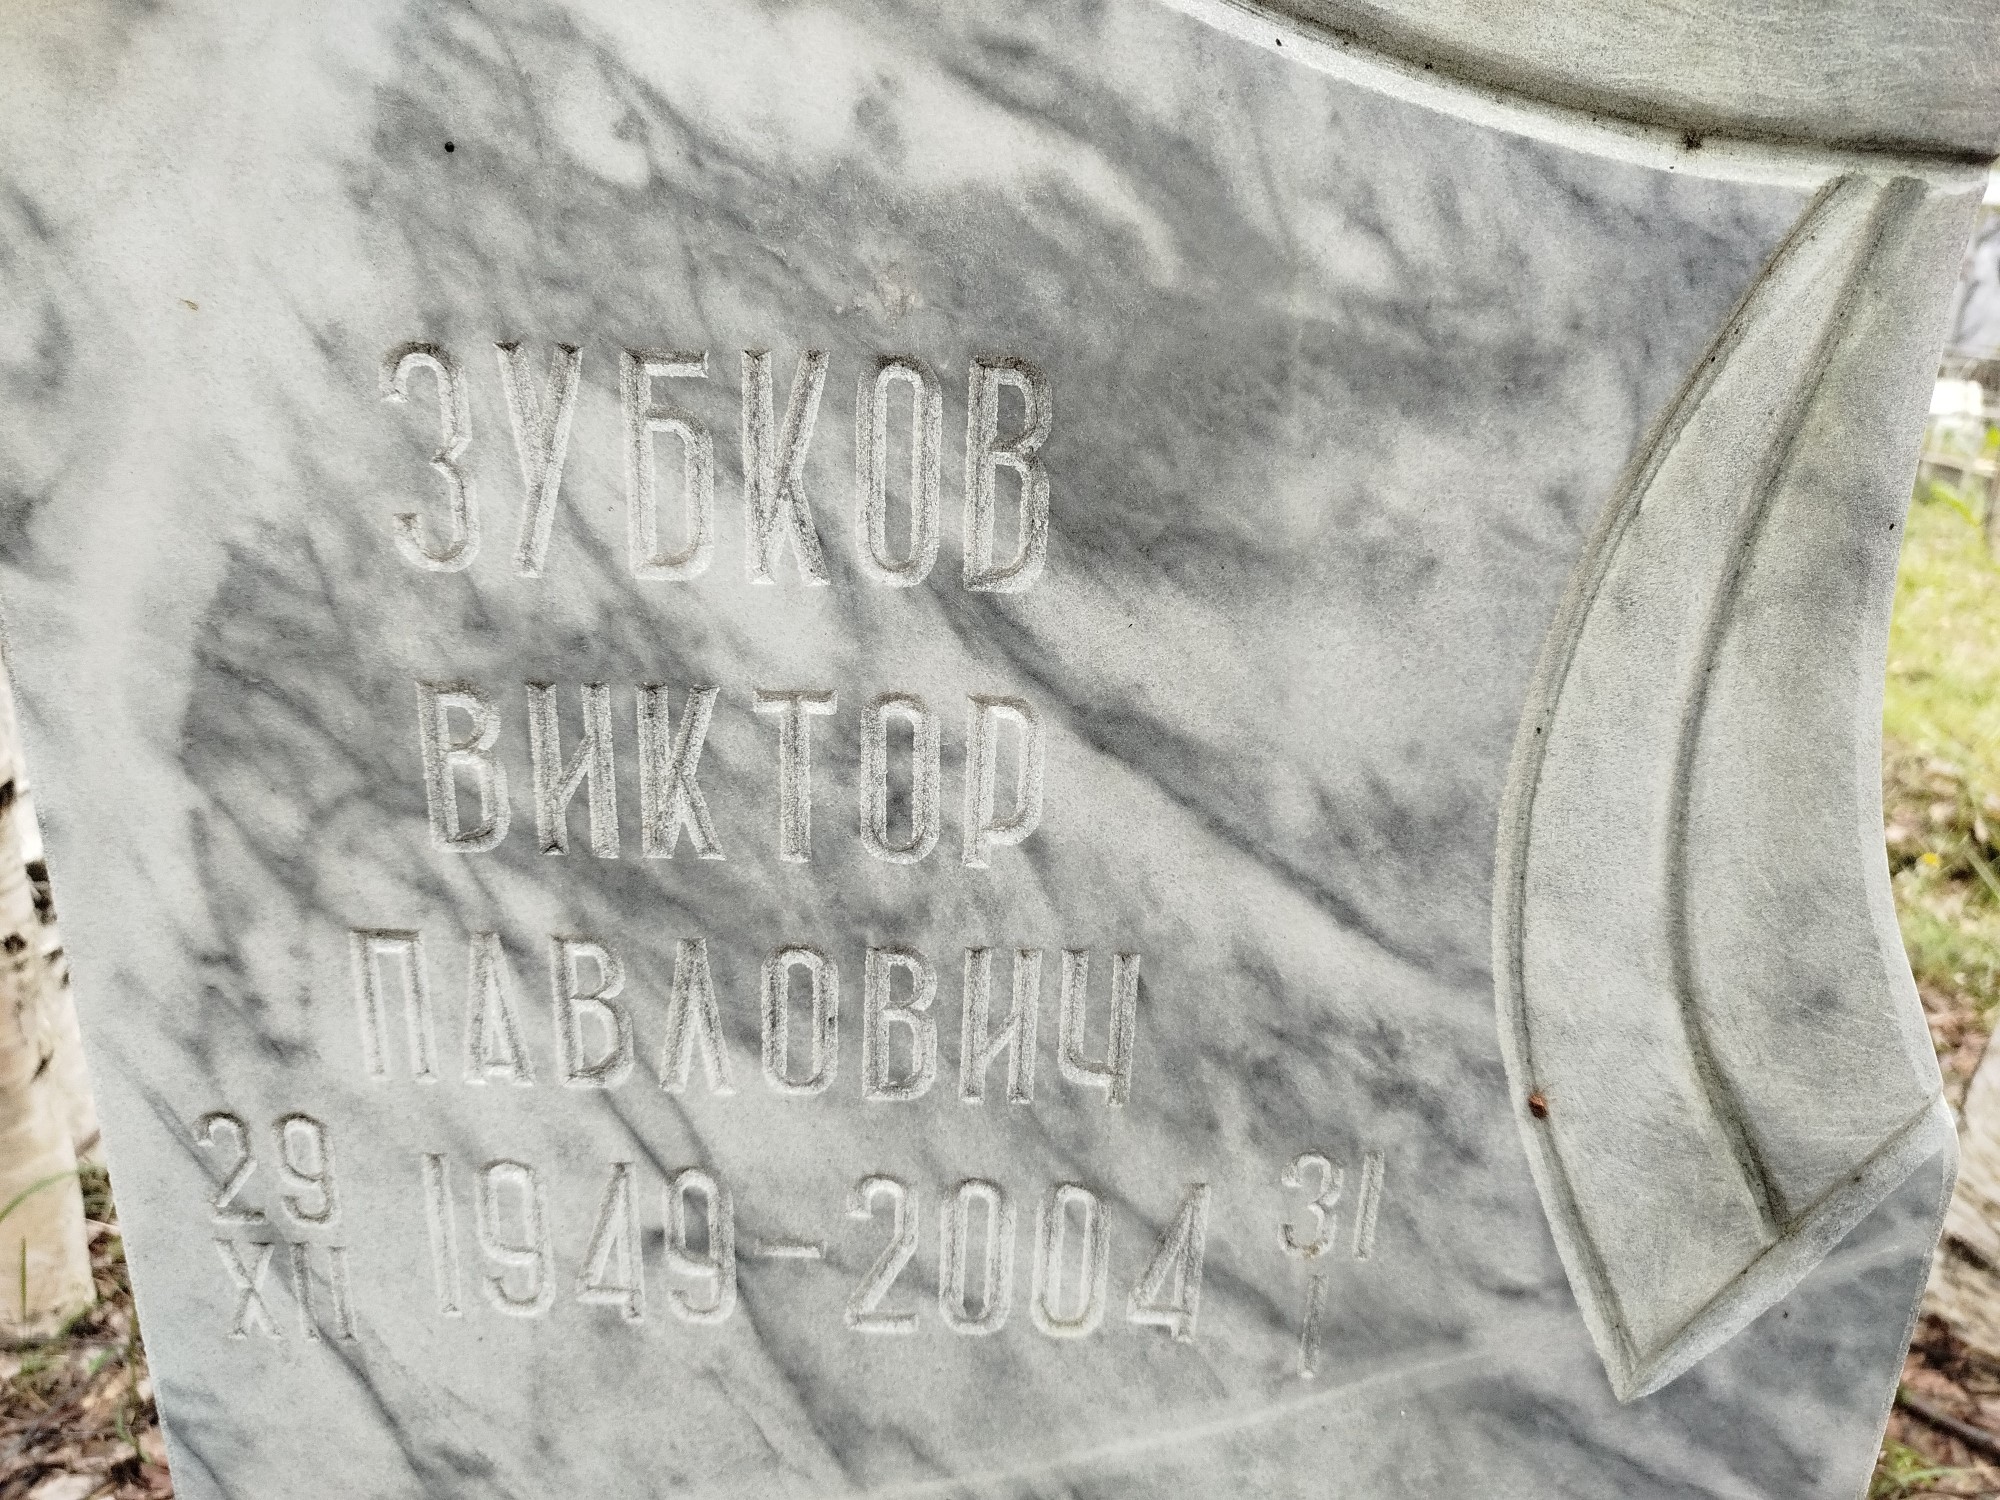 ЗУБКОВ
ВИКТОР
ПАВЛОВИЧ
29 XII 1949-2004 31 I